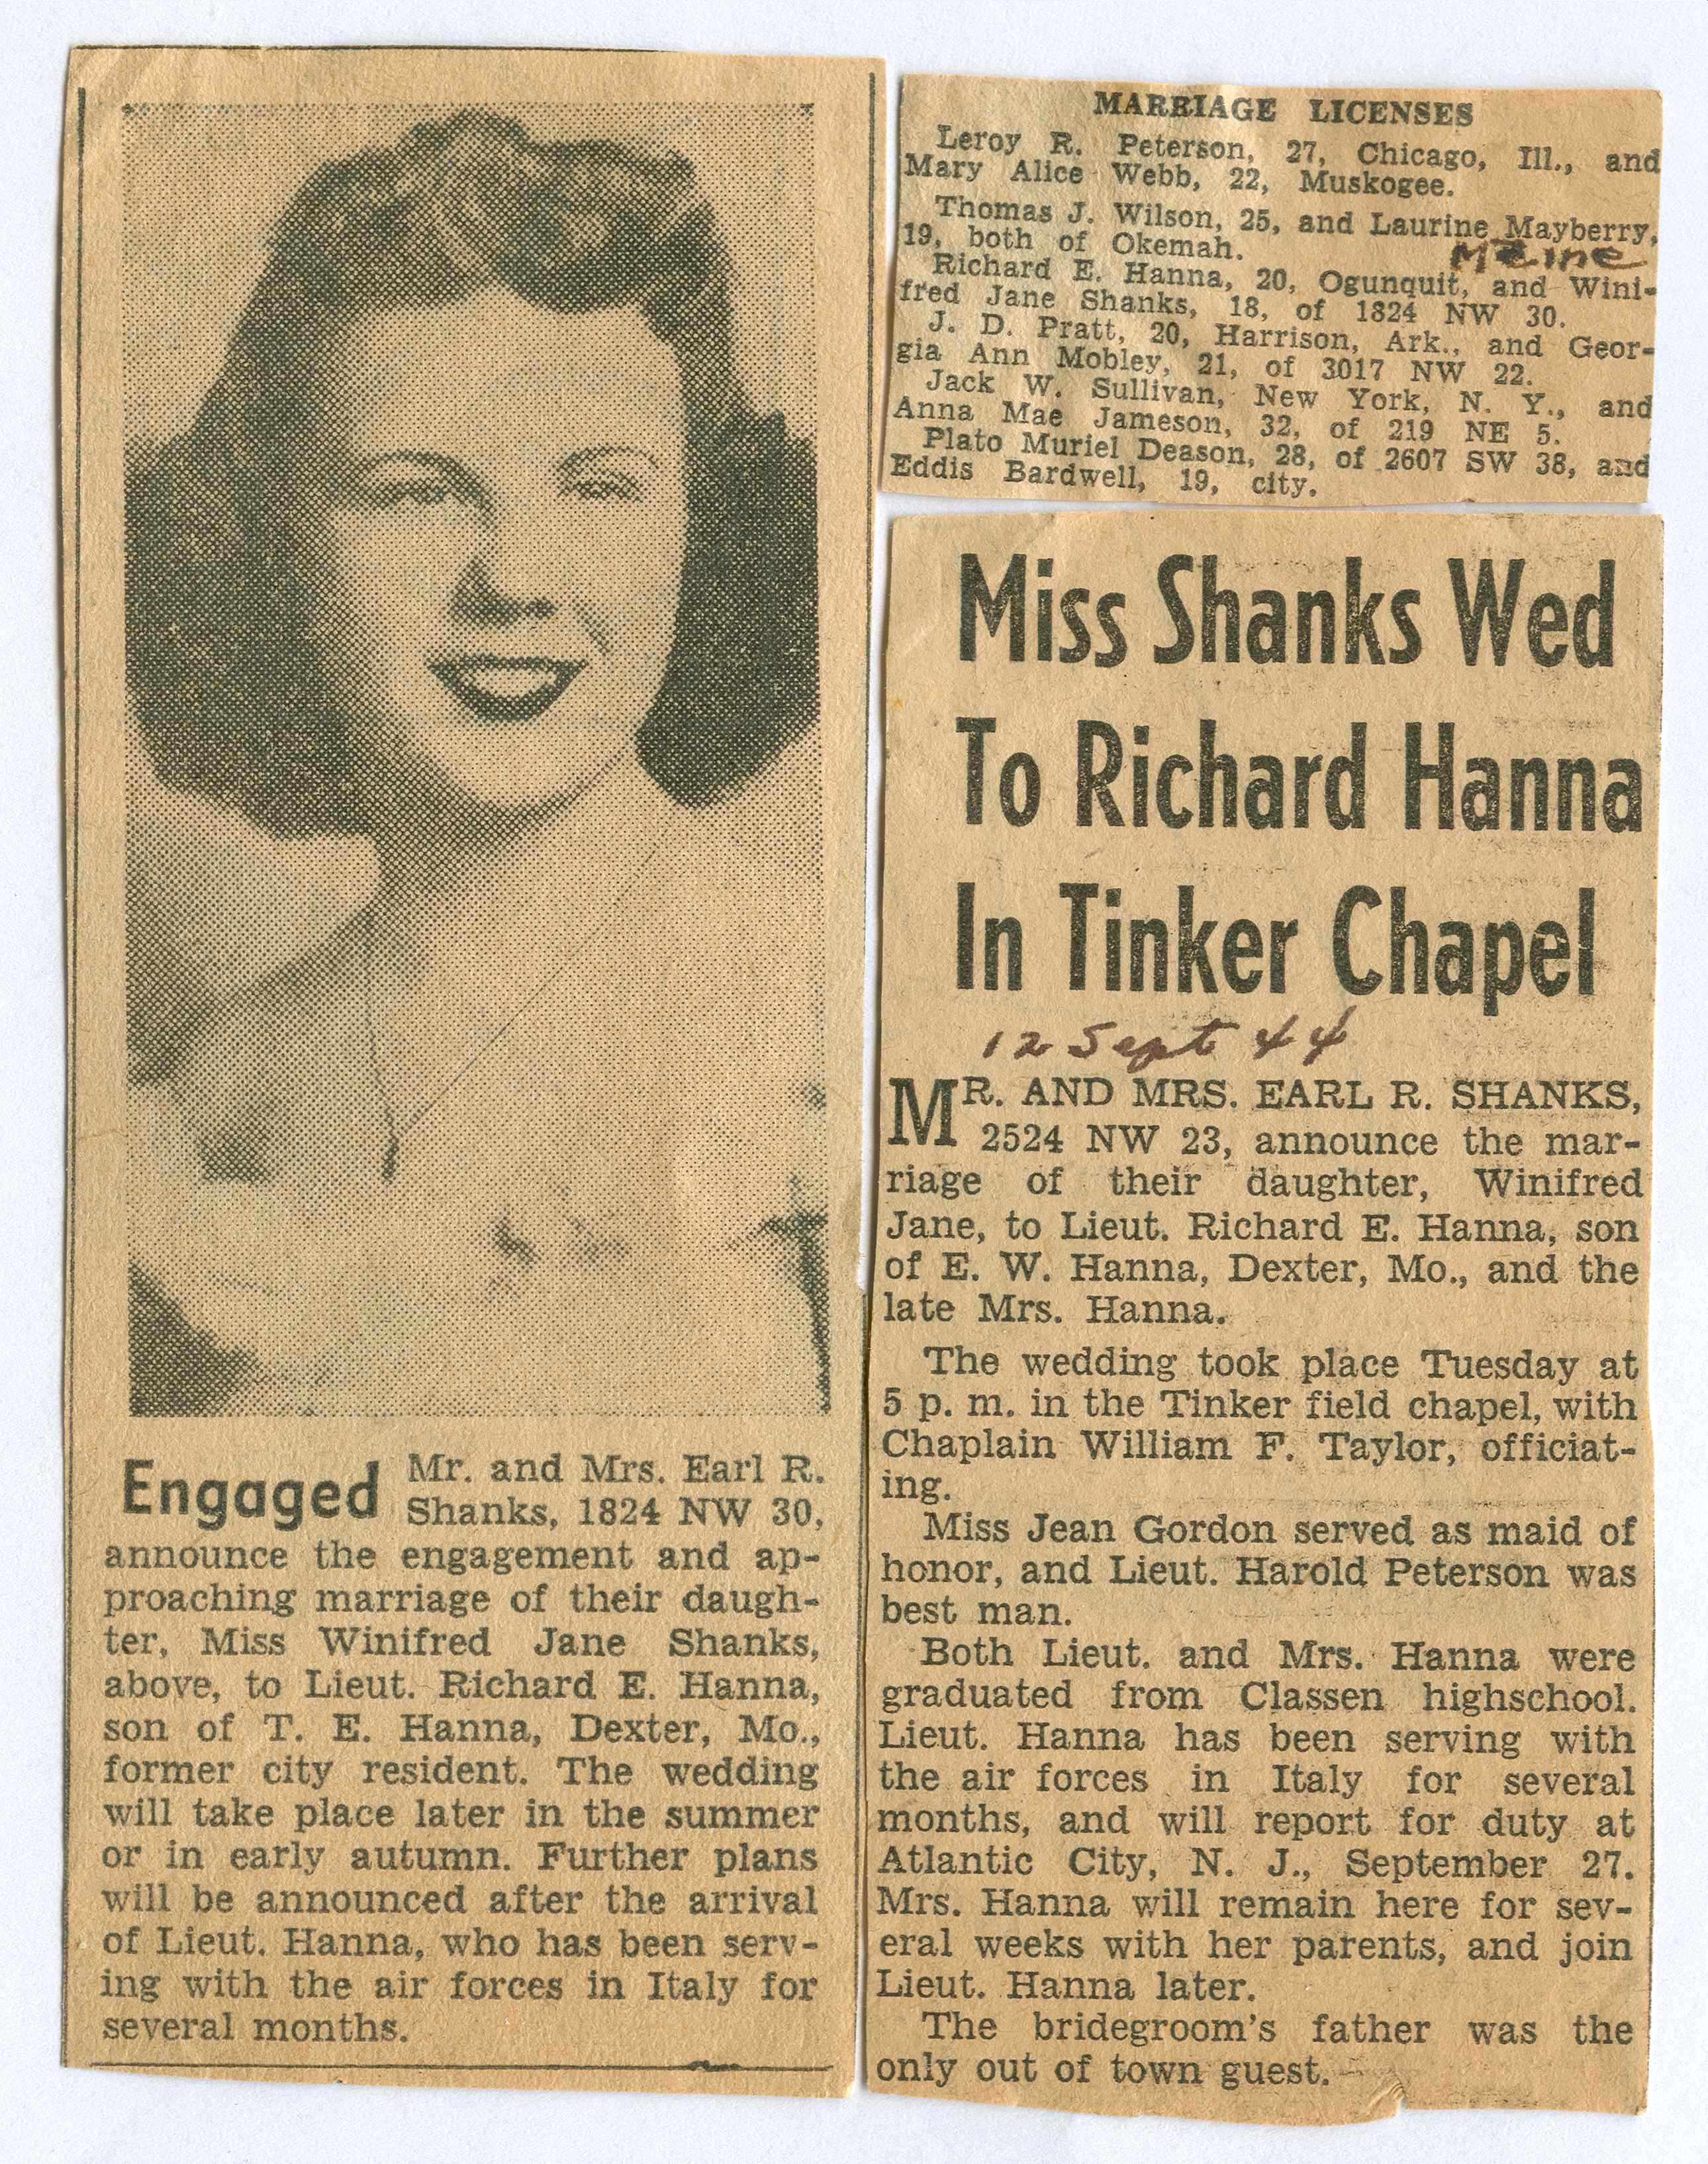 Engaged Mr. and Mrs. Earl R.
Shanks, 1824 NW 30,
announce the engagement and ap-
proaching marriage of their daugh-
ter, Miss Winifred Jane Shanks,
above, to Lieut. Richard E. Hanna,
son of T. E. Hanna, Dexter, Mo.,
former city resident. The wedding
will take place later in the summer
or in early autumn. Further plans
will be announced after the arrival
of Lieut. Hanna, who has been serv-
ing with the air forces in Italy for
several months.
MARRIAGE LICENSES
Leroy R. Peterson, 27, Chicago, Ill., and
Mary Alice Webb, 22, Muskogee.
Thomas J. Wilson, 25, and Laurine Mayberry,
19, both of Okemah.
Maine
Richard E. Hanna, 20, Ogunquit, and Wini-
fred Jane Shanks, 18, of 1824 NW 30.
J. D. Pratt, 20, Harrison, Ark., and Geor-
gia Ann Mobley, 21, of 3017 NW 22.
Jack W. Sullivan, New York, N. Y., and
Anna Mae Jameson, 32, of 219 NE 5.
Plato Muriel Deason, 28, of 2607 SW 38, and
Eddis Bardwell, 19, city.
Miss Shanks Wed
To Richard Hanna
In Tinker Chapel
12 Sept 44
MR. AND MRS. EARL R. SHANKS,
2524 NW 23, announce the mar-
riage of their daughter, Winifred
Jane, to Lieut. Richard E. Hanna, son
of E. W. Hanna, Dexter, Mo., and the
late Mrs. Hanna.
The wedding took place Tuesday at
5 p. m. in the Tinker field chapel, with
Chaplain William F. Taylor, officiat-
ing.
Miss Jean Gordon served as maid of
honor, and Lieut. Harold Peterson was
best man.
Both Lieut. and Mrs. Hanna were
graduated from Classen highschool.
Lieut. Hanna has been serving with
the air forces in Italy for several
months, and will report for duty at
Atlantic City, N. J., September 27.
Mrs. Hanna will remain here for sev-
eral weeks with her parents, and join
Lieut. Hanna later.
The bridegroom's father was the
only out of town guest.